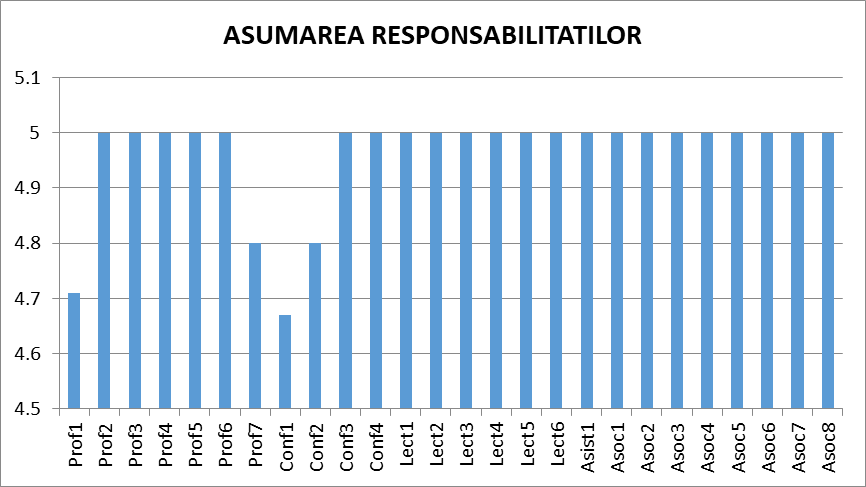 ASUMAREA RESPONSABILITATILOR
5.1
5
4.9
4.8
4.7
4.6
4.5
Prof1
Prof2
Prof3
Prof4
Prof5
Prof6
Prof7
Conf1
Conf2
Conf3
Conf4
Lect1
Lect2
Lect3
Lect4
Lect5
Lect6
Asist1
Asoc1
Asoc2
Asoc3
Asoc4
Asoc5
Asoc6
Asoc7
Asoc8